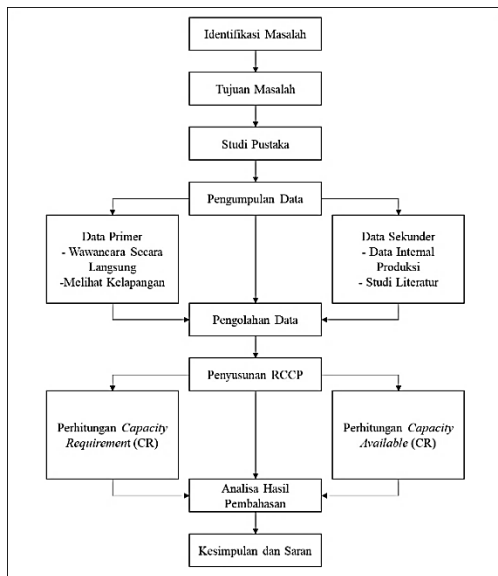 Identifikasi Masalah
Tujuan Masalah
Studi Pustaka
Pengumpulan Data
Data Primer
- Wawancara Secara
Langsung
-Melihat Kelapangan
Data Sekunder
- Data Internal
Produksi
- Studi Literatur
Pengolahan Data
Penyusunan RCCP
Perhitungan Capacity
Requirement (CR)
Perhitungan Capacity
Available (CR)
Analisa Hasil
Pembahasan
Kesimpulan dan Saran